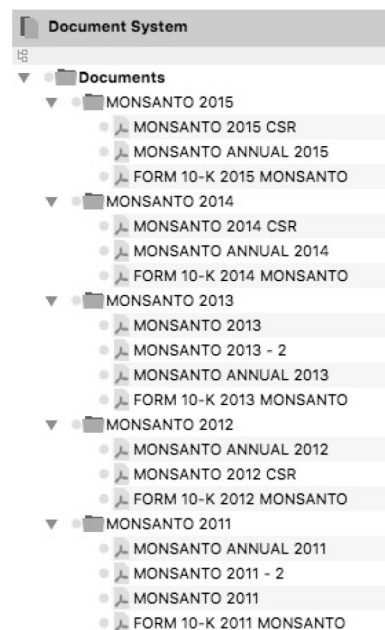 Document System
Documents
MONSANTO 2015
MONSANTO 2015 CSR
MONSANTO ANNUAL 2015
FORM 10-K 2015 MONSANTO
MONSANTO 2014
MONSANTO 2014 CSR
MONSANTO ANNUAL 2014
FORM 10-K 2014 MONSANTO
MONSANTO 2013
MONSANTO 2013
MONSANTO 2013 - 2
MONSANTO ANNUAL 2013
FORM 10-K 2013 MONSANTO
MONSANTO 2012
MONSANTO ANNUAL 2012
MONSANTO 2012 CSR
FORM 10-K 2012 MONSANTO
MONSANTO 2011
MONSANTO ANNUAL 2011
MONSANTO 2011 - 2
MONSANTO 2011
FORM 10-K 2011 MONSANTO